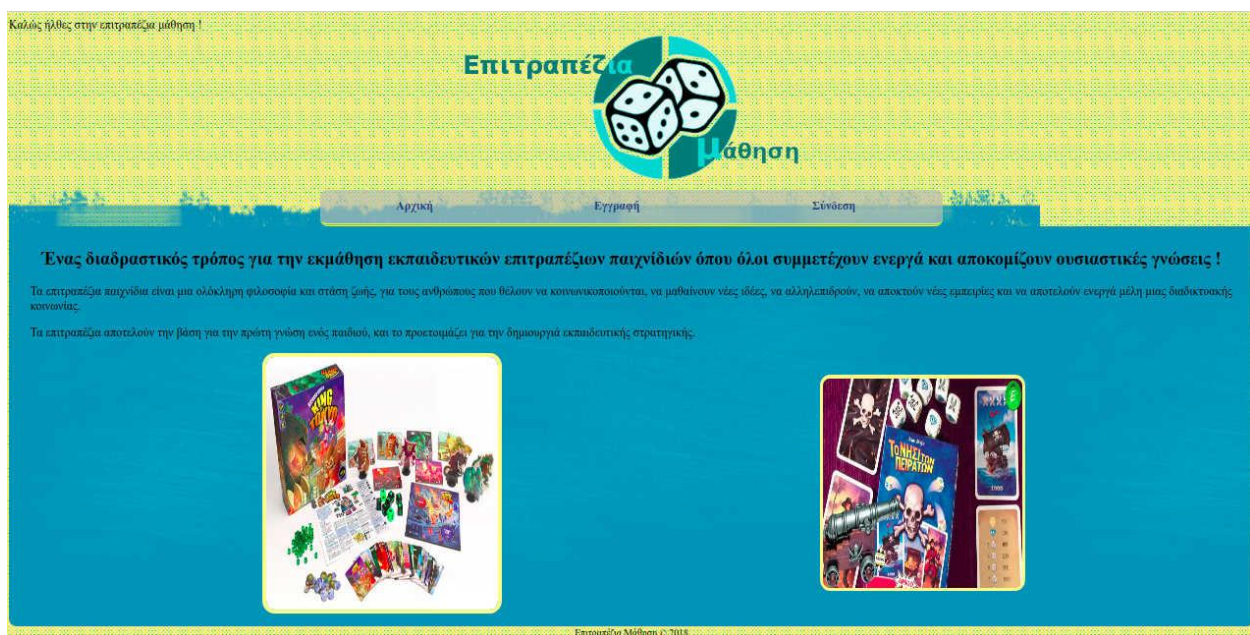 Καλώς ήλθες στην επιτραπέζια μάθηση !
Επιτραπέζια
μάθηση
Αρχική Εγγραφή Σύνδεση
Ένας διαδραστικός τρόπος για την εκμάθηση εκπαιδευτικών επιτραπέζιων παιχνίδιών όπου όλοι συμμετέχουν ενεργά και αποκομίζουν ουσιαστικές γνώσεις !
Τα επιτραπέζια παιχνίδια είναι μια ολόκληρη φιλοσοφία και στάση ζωής, για τους ανθρώπους που θέλουν να κοινωνικοποιούνται, να μαθαίνουν νέες ιδέες, να αλληλεπιδρούν, να αποκτούν νέες εμπειρίες και να αποτελούν ενεργά μέλη μιας διαδικτυακής
κοινωνίας.
Τα επιτραπέζια αποτελούν την βάση για την πρώτη γνώση ενός παιδιού, και το προετοιμάζει για την δημιουργιά εκπαιδευτικής στρατηγικής.
KING
TOKYO
ΤΟ ΝΗΣΙ ΤΩΝ
ΠΕΙΡΑΤΩΝ
Επιτραπέζια Μάθηση © 2018